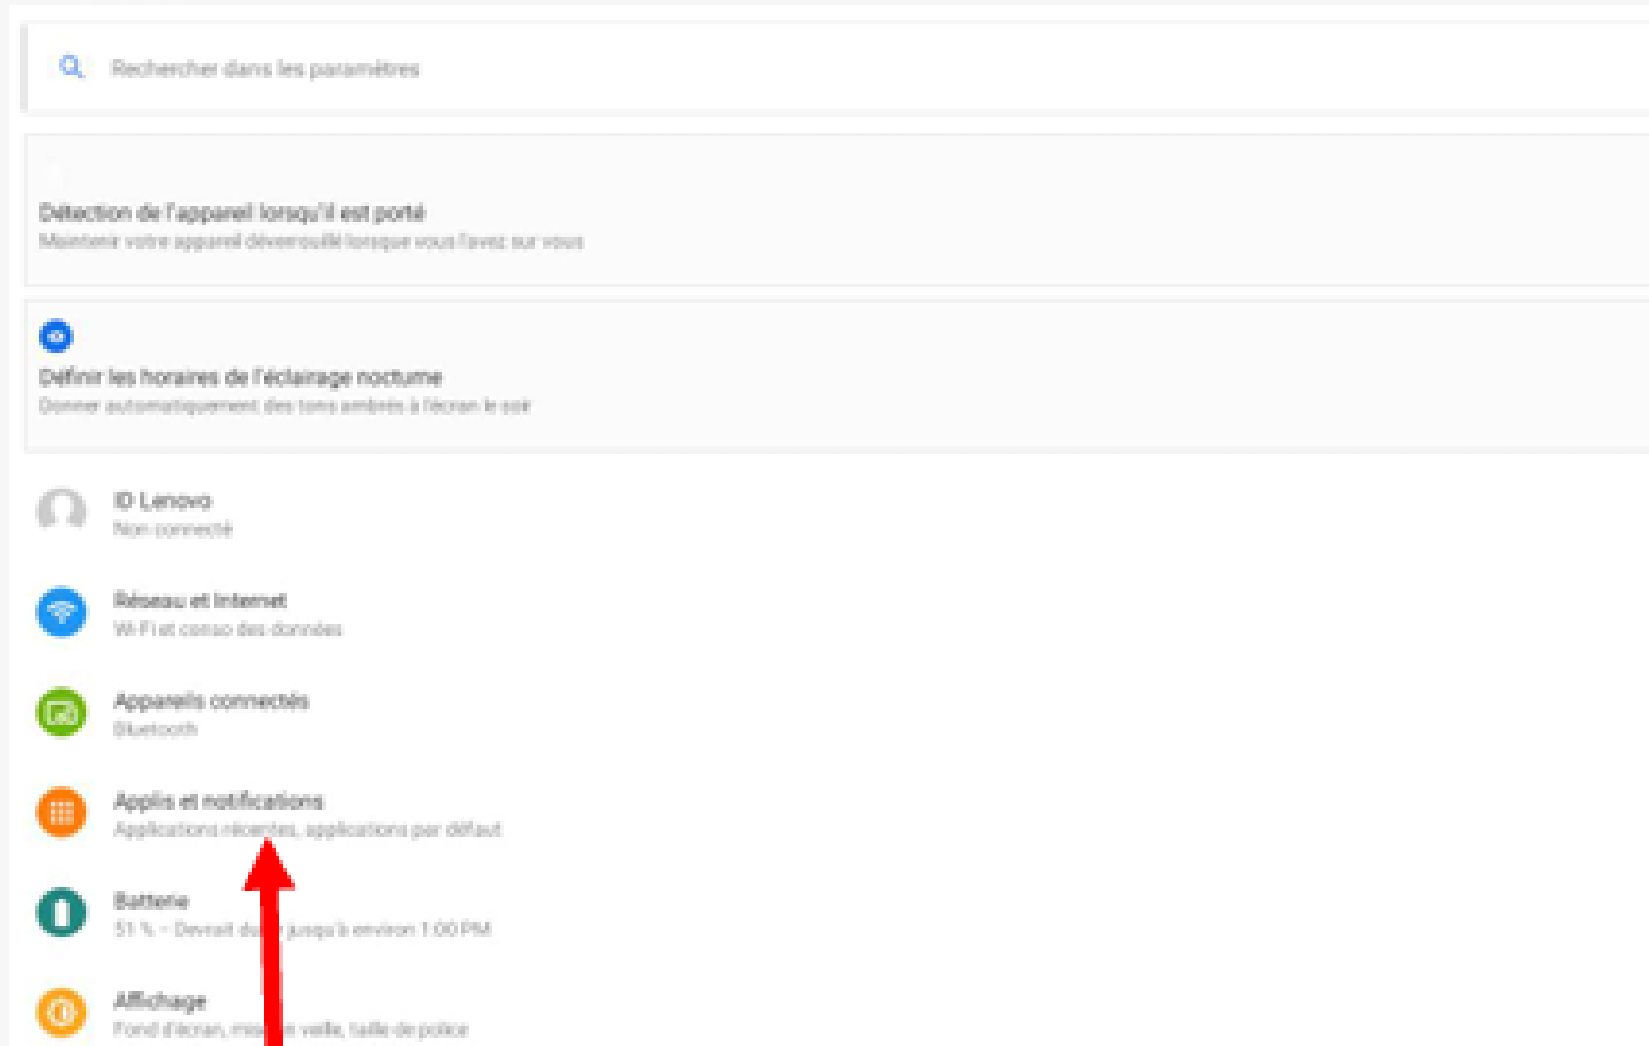 Rechercher dans les paramètres
Détection de l'appareil lorsqu'il est porté
Maintenir votre appareil déverrouillé lorsque vous l'avez sur vous
Définir les horaires de l'éclairage nocturne
Donner automatiquement des tons ambrés à l'écran le soir
ID Lenovo
Non connecté
Réseau et Internet
Wi-Fi et conso des données
Appareils connectés
Bluetooth
Applis et notifications
Applications récentes, applications par défaut
Batterie
51 % – Devrait jusqu'à environ 1:00 PM
Affichage
Fond d'écran, veille, taille de police